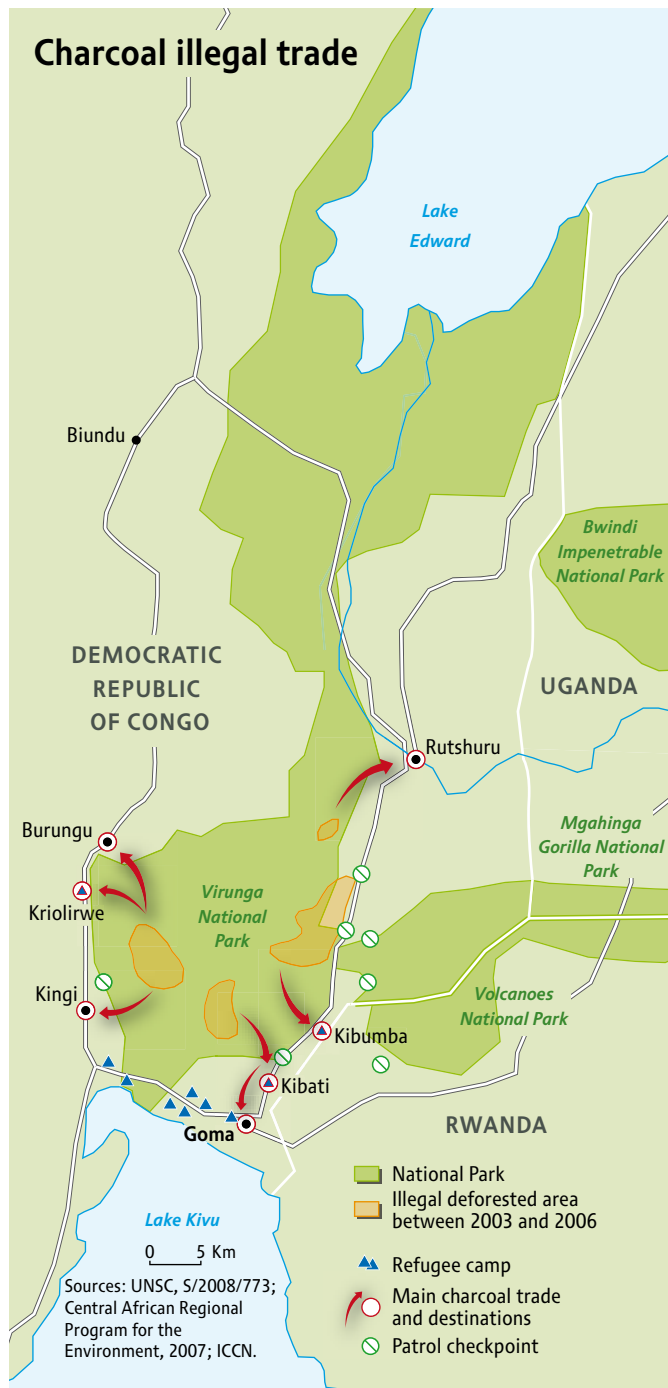 Charcoal illegal trade
Lake
Edward
Biundu
Bwindi
Impenetrable
National Park
DEMOCRATIC
REPUBLIC
OF CONGO
UGANDA
Rutshuru
Burungu
Mgahinga
Gorilla National
Park
Kriolirwe
Virunga
National
Park
Kingi
Volcanoes
National Park
Kibumba
Kibati
Goma
RWANDA
National Park
Illegal deforested area
between 2003 and 2006
Lake Kivu
0 5 Km
Refugee camp
Sources: UNSC, S/2008/773;
Central African Regional
Program for the
Environment, 2007; ICCN.
Main charcoal trade
and destinations
Patrol checkpoint